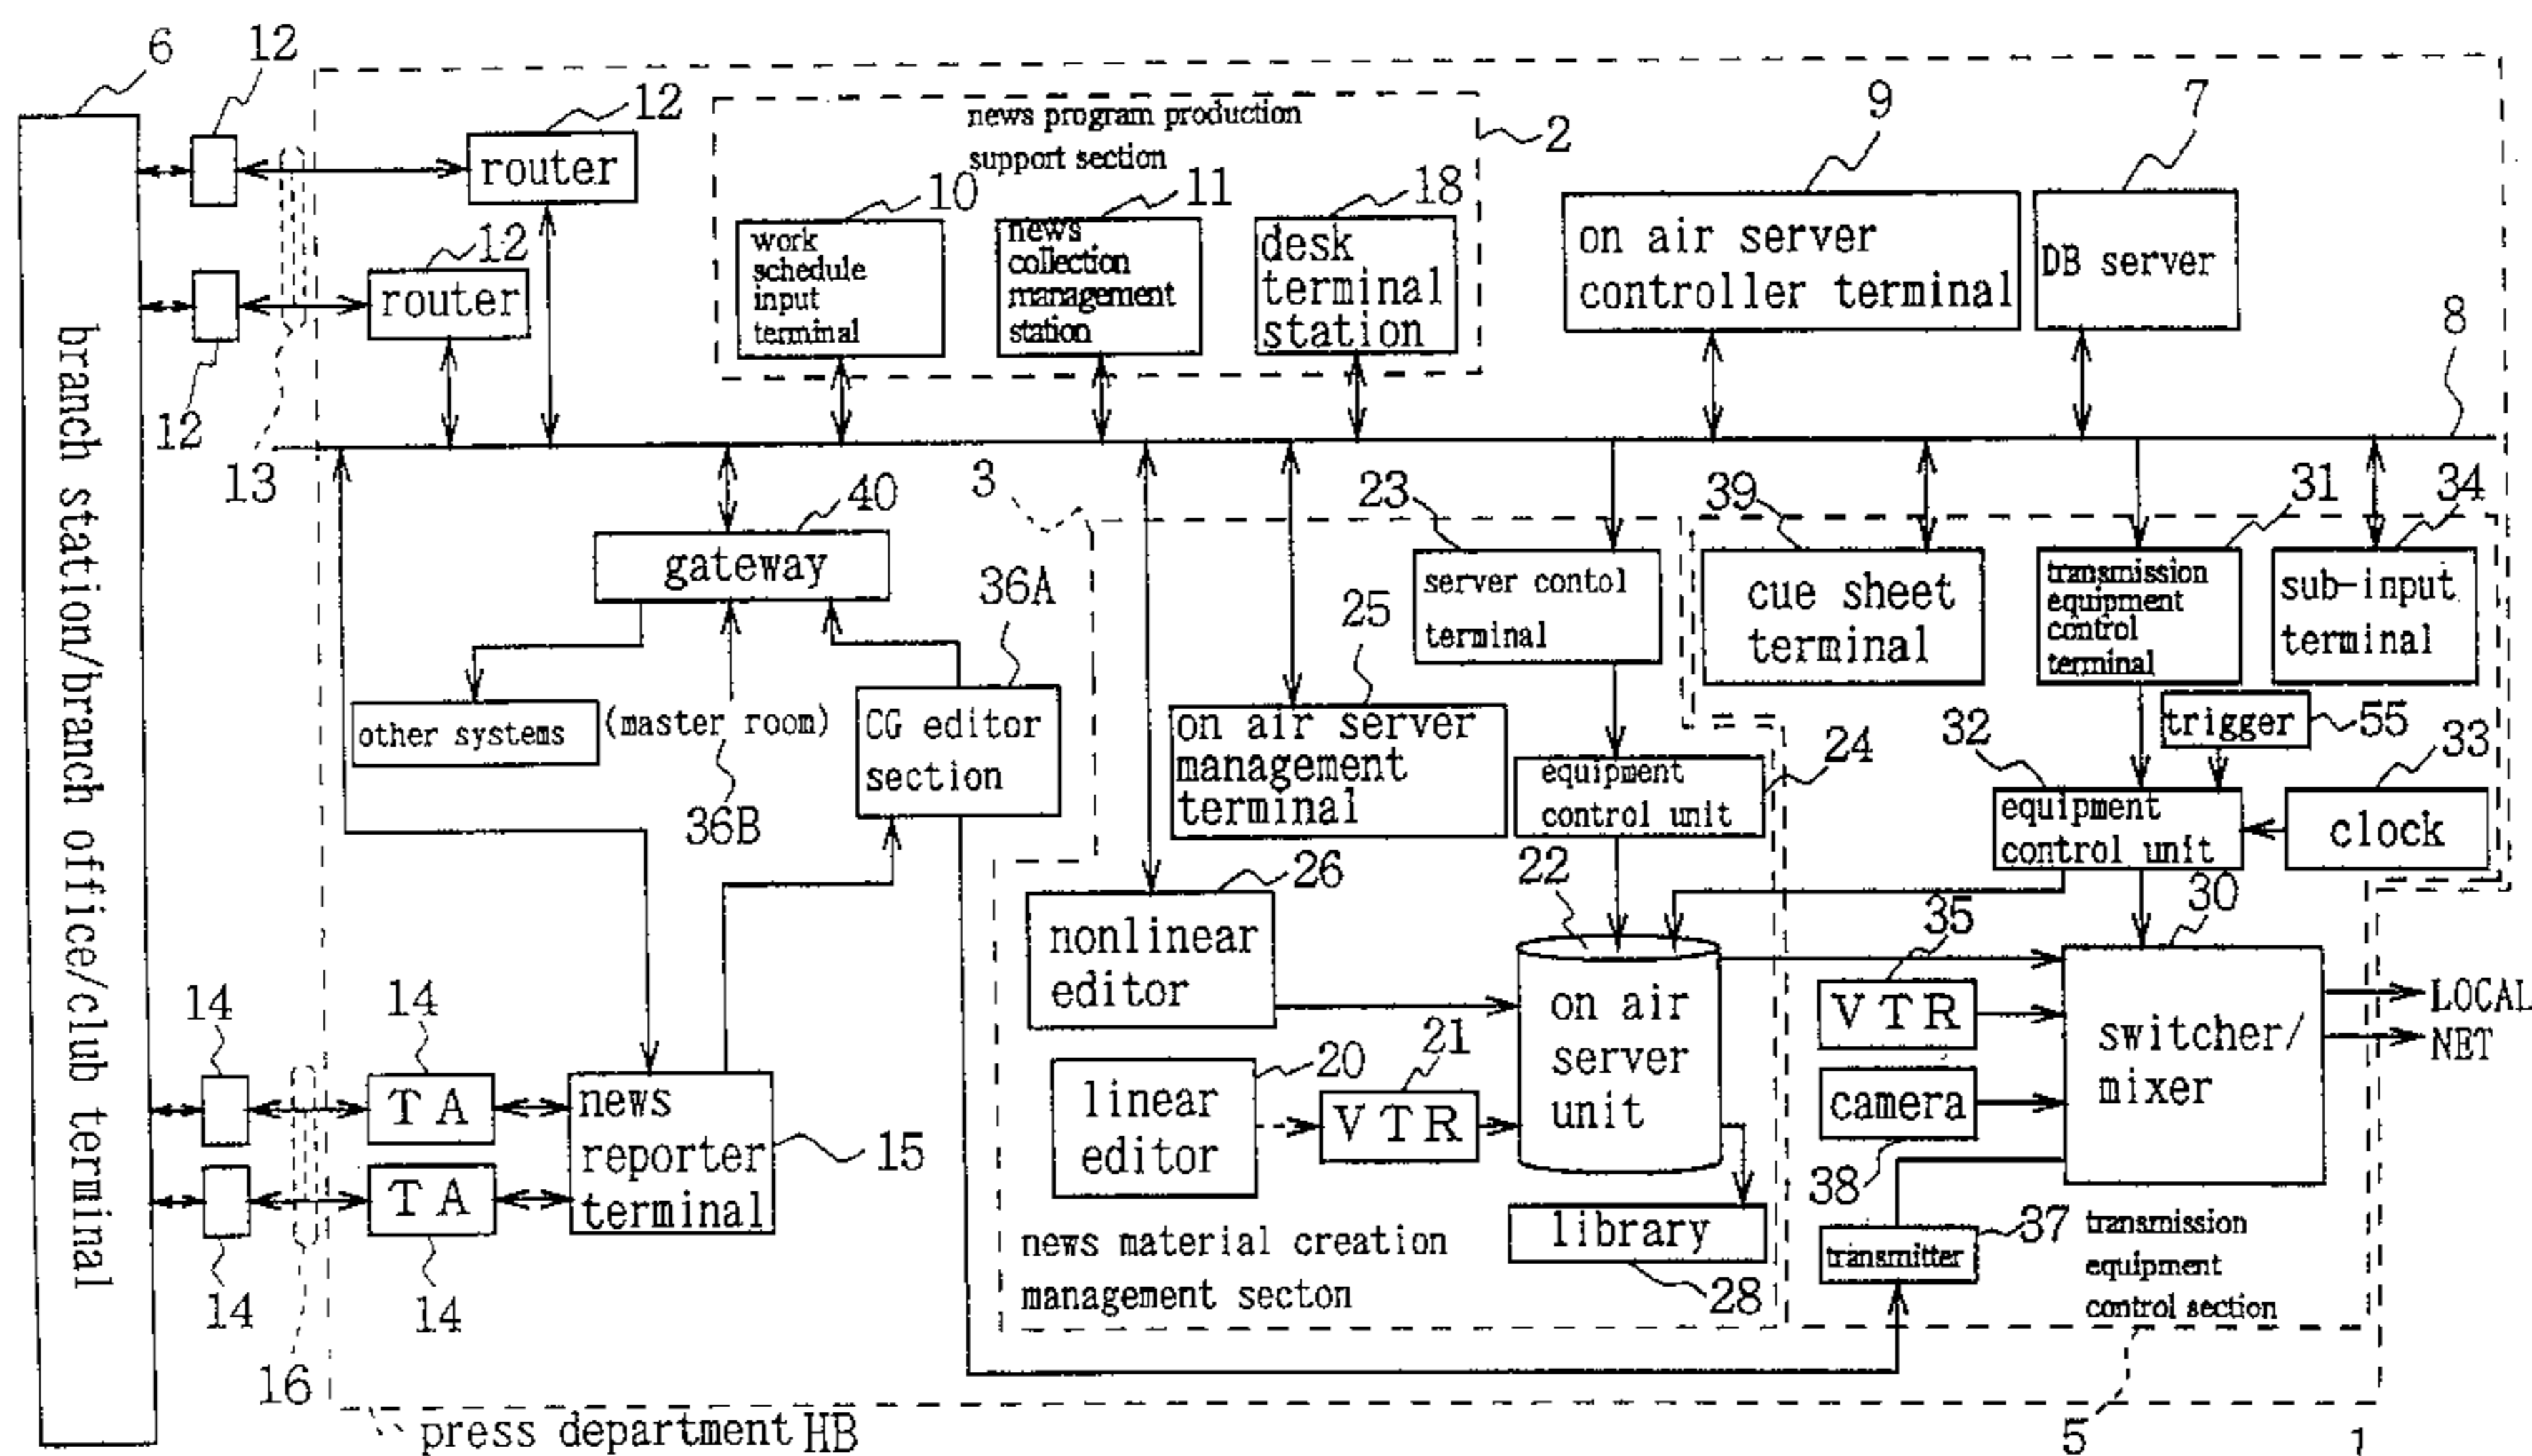 6
12
12
news program production
support section
2
9
7
router
10
11
18
12
router
work
schedule
input
terminal
news
collection
management
station
desk
terminal
station
on air server
controller terminal
DB server
8
12
13
3
40
23
39
31
34
gateway
36A
25
server contol
terminal
cue sheet
terminal
transmission
equipment
control
terminal
sub-input
terminal
other systems
(master room)
36B
CG editor
section
on air server
management
terminal
equipment
control unit
24
32
trigger
55
33
equipment
control unit
clock
branch station/branch office/club terminal
26
22
30
nonlinear
editor
35
VTR
on air
server
unit
switcher/
mixer
LOCAL
NET
14
14
TA
news
reporter
terminal
15
20
21
linear
editor
VTR
camera
38
TA
14
14
library
28
news material creation
management secton
37
transmitter
transmission
equipment
control section
16
press department HB
5
1